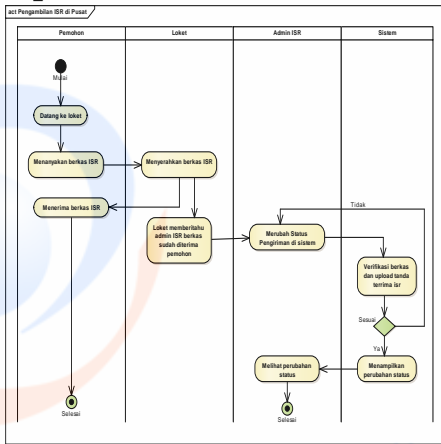 act Pengambilan ISR di Pusat
Pemohon
Loket
Admin ISR
Sistem
Mulai
Datang ke loket
Menanyakan berkas ISR
Menyerahkan berkas ISR
Menerima berkas ISR
Loket memberitahu
admin ISR berkas
sudah diterima
pemohon
Merubah Status
Pengiriman di sistem
Tidak
Verifikasi berkas
dan upload tanda
terrima isr
Sesuai
Ya
Menampilkan
perubahan status
Melihat perubahan
status
Selesai
Selesai